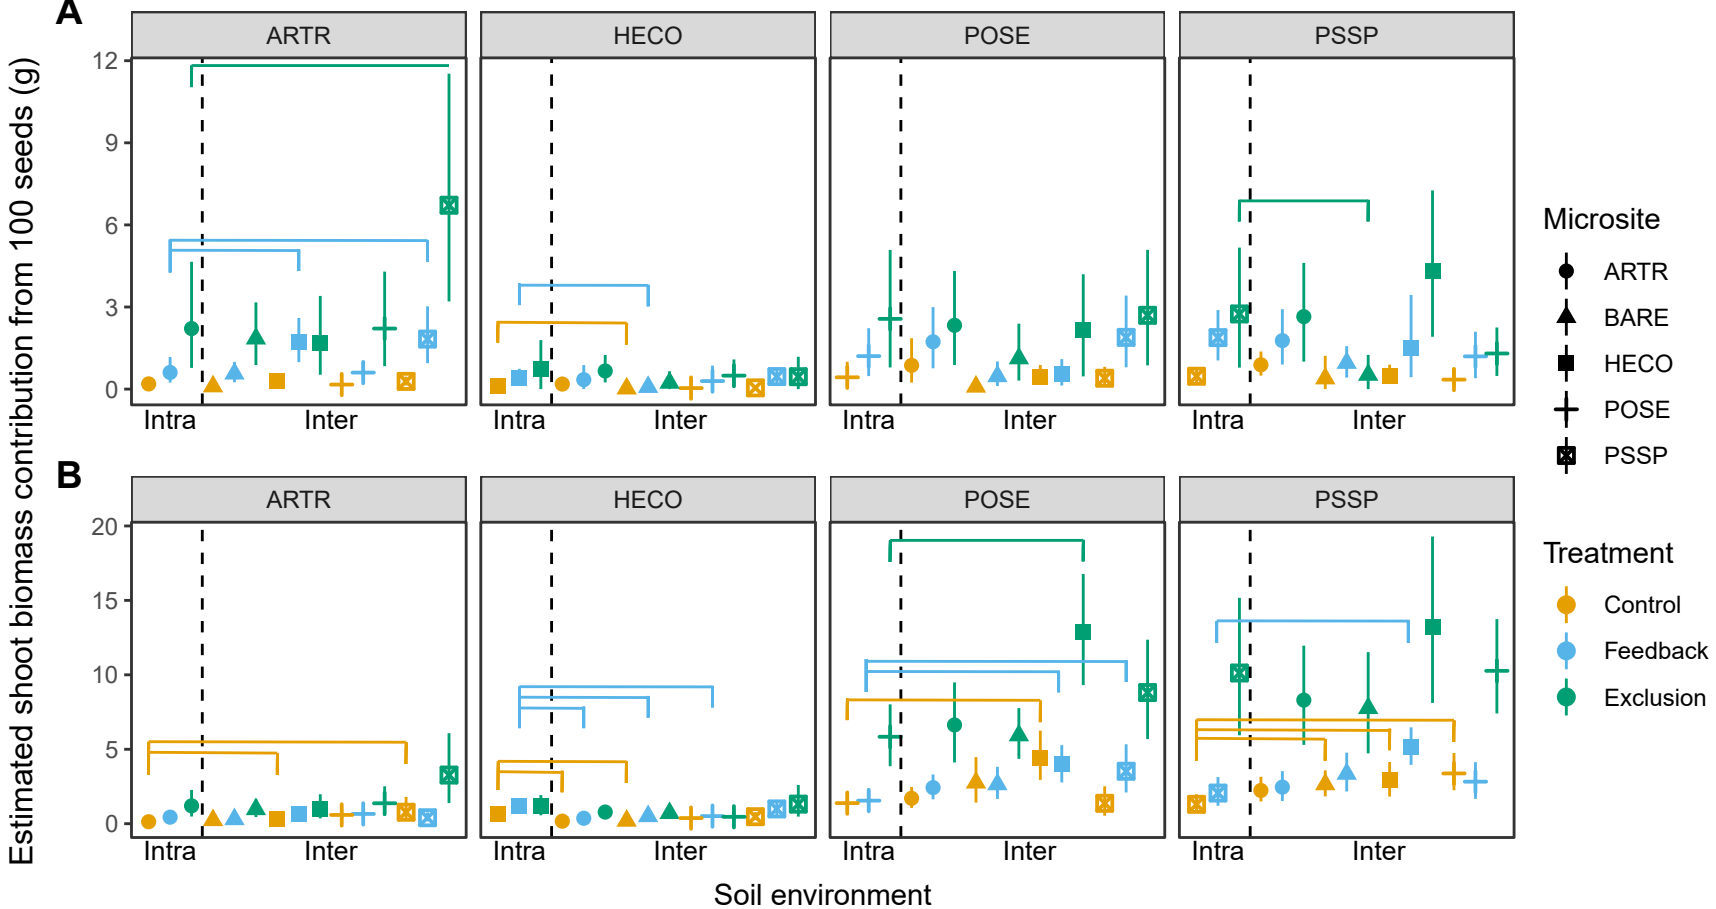 A
ARTR
HECO
POSE
PSSP
12
9
6
3
0
Intra
Inter
Intra
Inter
Intra
Inter
Intra
Inter
B
ARTR
HECO
POSE
PSSP
20
15
10
5
0
Intra
Inter
Intra
Inter
Intra
Inter
Intra
Inter
Soil environment
Estimated shoot biomass contribution from 100 seeds (g)
Microsite
ARTR
BARE
HECO
POSE
PSSP
Treatment
Control
Feedback
Exclusion